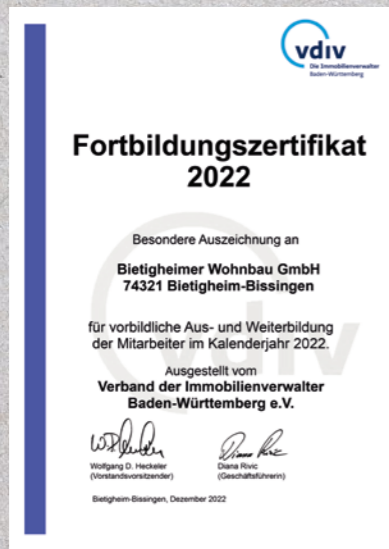 vdiv
Die Immobilienverwalter
Baden-Württemberg
Fortbildungszertifikat
2022
Besondere Auszeichnung an
Bietigheimer Wohnbau GmbH
74321 Bietigheim-Bissingen
für vorbildliche Aus- und Weiterbildung
der Mitarbeiter im Kalenderjahr 2022.
Ausgestellt vom
Verband der Immobilienverwalter
Baden-Württemberg e.V.
Wolfgang D. Heckeler
(Vorstandsvorsitzender)
Diana Rivic
(Geschäftsführerin)
Bietigheim-Bissingen, Dezember 2022